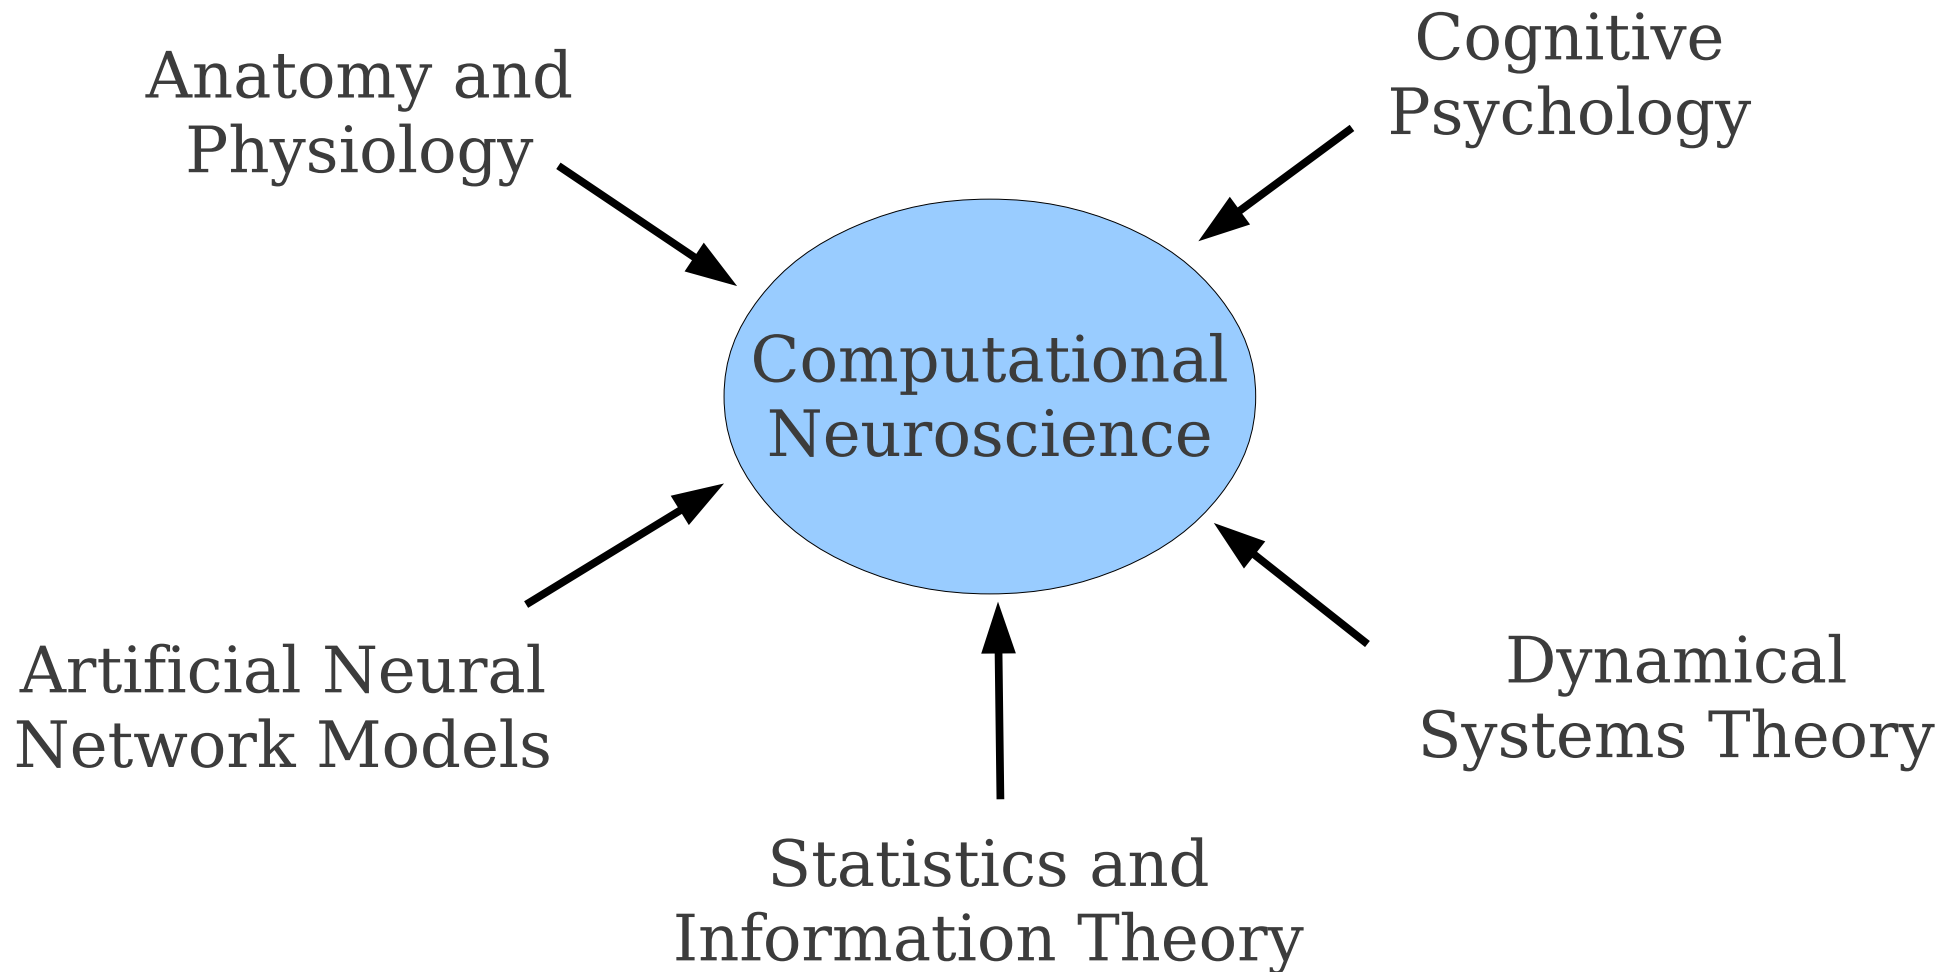 Anatomy and
Physiology
Cognitive
Psychology
Computational
Neuroscience
Artificial Neural
Network Models
Dynamical
Systems Theory
Statistics and
Information Theory